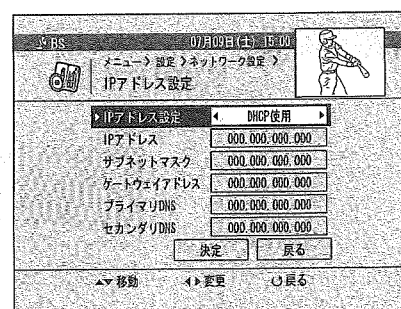 BS 07月09日(土) 15:00
メニュー 〉 設定 〉 ネットワーク設定 〉
IPアドレス設定
IPアドレス設定 DHCP使用
IPアドレス 000.000.000.000
サブネットマスク 000.000.000.000
ゲートウェイアドレス 000.000.000.000
プライマリDNS 000.000.000.000
セカンダリDNS 000.000.000.000
決定 戻る
▲▼ 移動 ◀▶ 変更 戻る